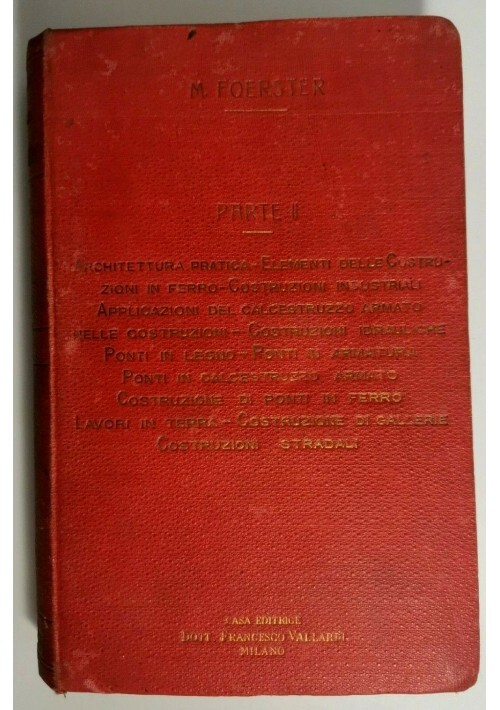 M. FOERSTER
PARTE II
ARCHITETTURA PRATICA - ELEMENTI DELLE COSTRU-
ZIONI IN FERRO - COSTRUZIONI INDUSTRIALI
APPLICAZIONI DEL CALCESTRUZZO ARMATO
NELLE COSTRUZIONI - COSTRUZIONI IDRAULICHE
PONTI IN LEGNO - PONTI IN ARMATURA
PONTI IN CALCESTRUZZO ARMATO
COSTRUZIONE DI PONTI IN FERRO
LAVORI IN TERRA - COSTRUZIONE DI GALLERIE
COSTRUZIONI STRADALI
CASA EDITRICE
DOTT. FRANCESCO VALLARDI
MILANO